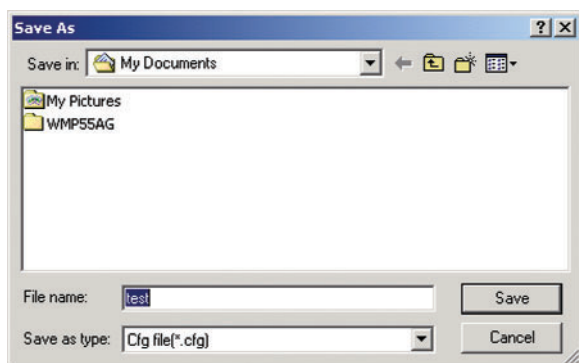 Save As
Save in: My Documents
My Pictures
WMP55AG
File name: test Save
Save as type: Cfg file(*.cfg) Cancel